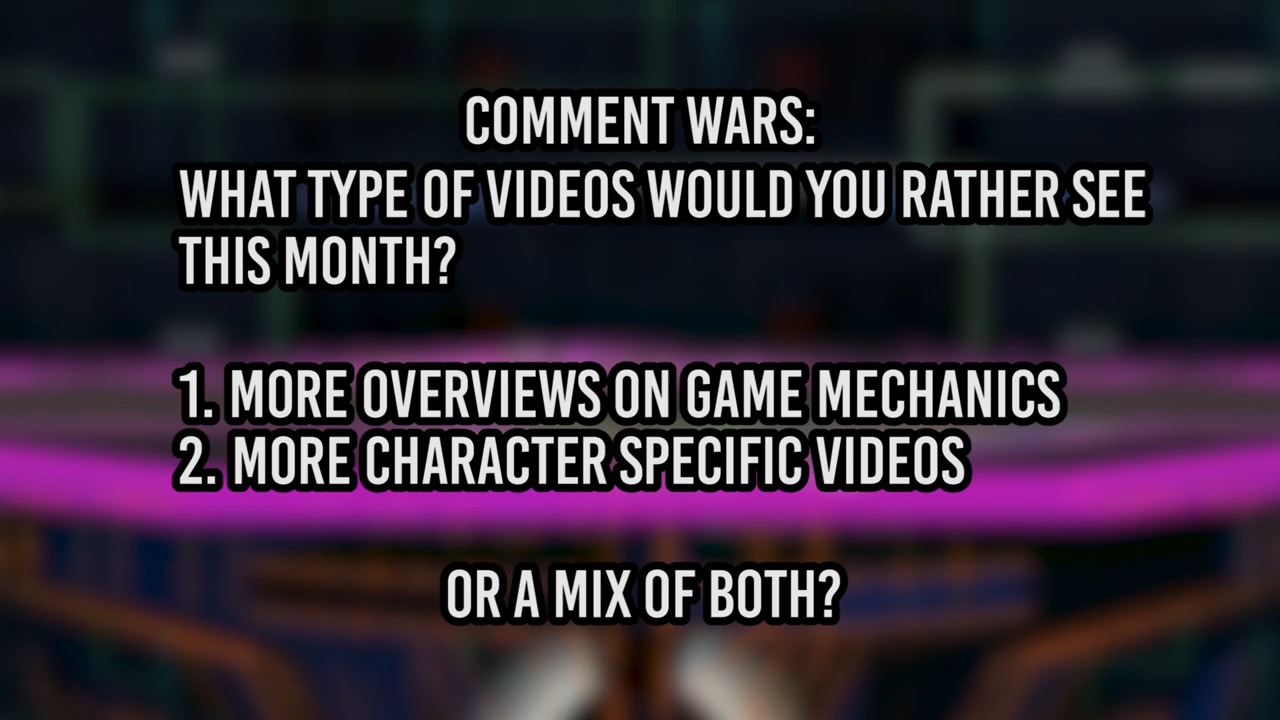 COMMENT WARS:
WHAT TYPE OF VIDEOS WOULD YOU RATHER SEE
THIS MONTH?
1. MORE OVERVIEWS ON GAME MECHANICS
2. MORE CHARACTER SPECIFIC VIDEOS
OR A MIX OF BOTH?